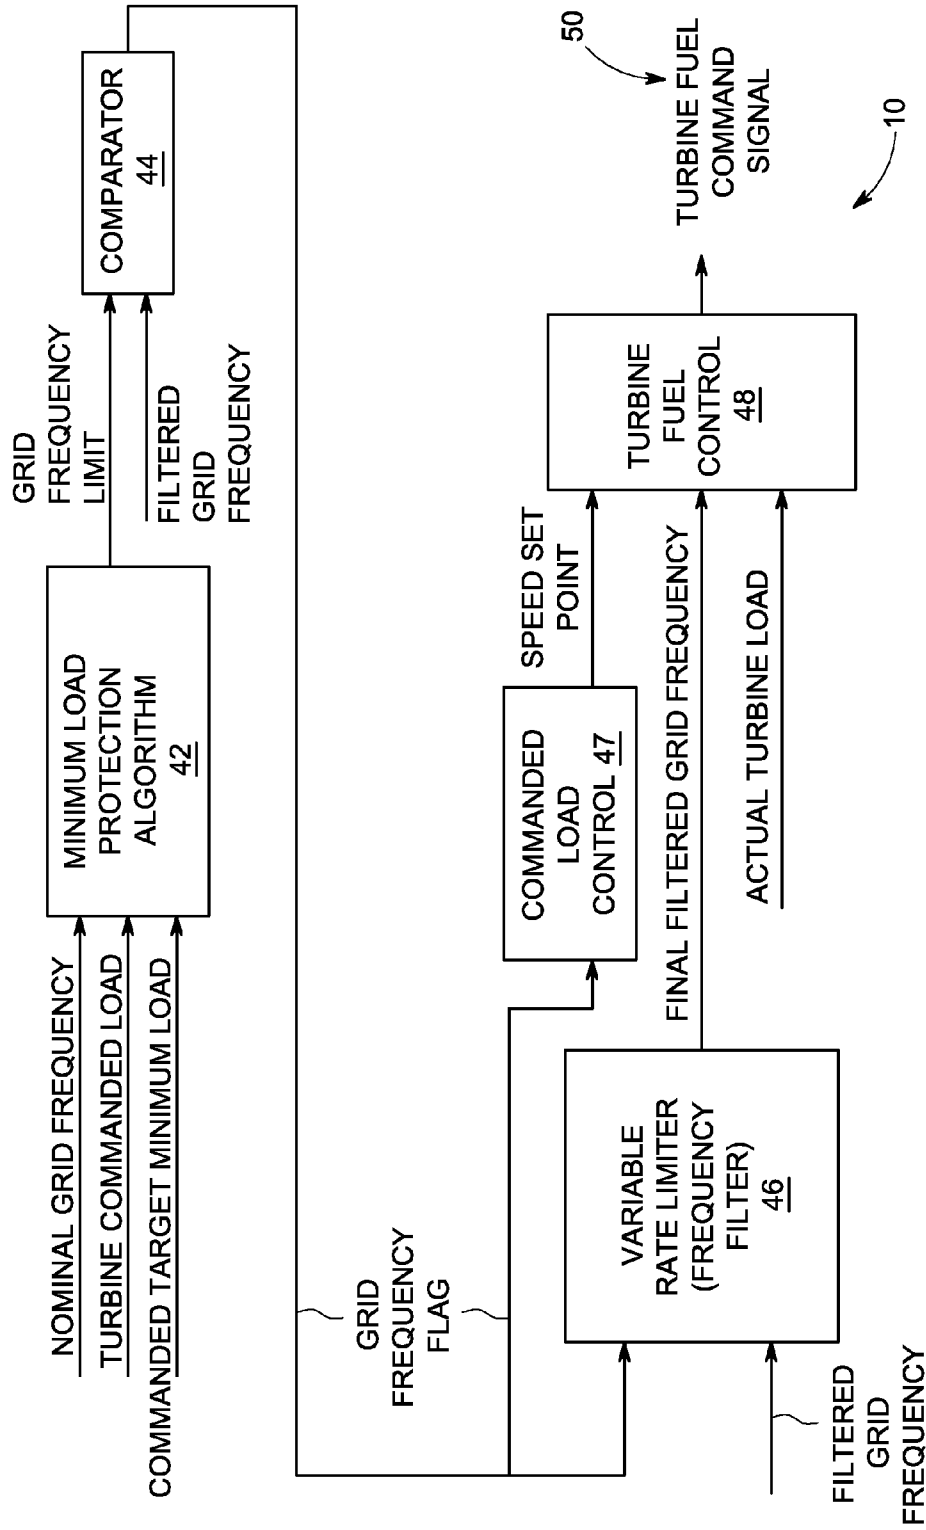 NOMINAL GRID FREQUENCY
TURBINE COMMANDED LOAD
COMMANDED TARGET MINIMUM LOAD
MINIMUM LOAD
PROTECTION
ALGORITHM
42
GRID
FREQUENCY
LIMIT
FILTERED
GRID
FREQUENCY
COMPARATOR
44
GRID
FREQUENCY
FLAG
FILTERED
GRID
FREQUENCY
VARIABLE
RATE LIMITER
(FREQUENCY
FILTER)
46
COMMANDED
LOAD
CONTROL 47
SPEED SET
POINT
FINAL FILTERED GRID FREQUENCY
ACTUAL TURBINE LOAD
TURBINE
FUEL
CONTROL
48
50
TURBINE FUEL
COMMAND
SIGNAL
10